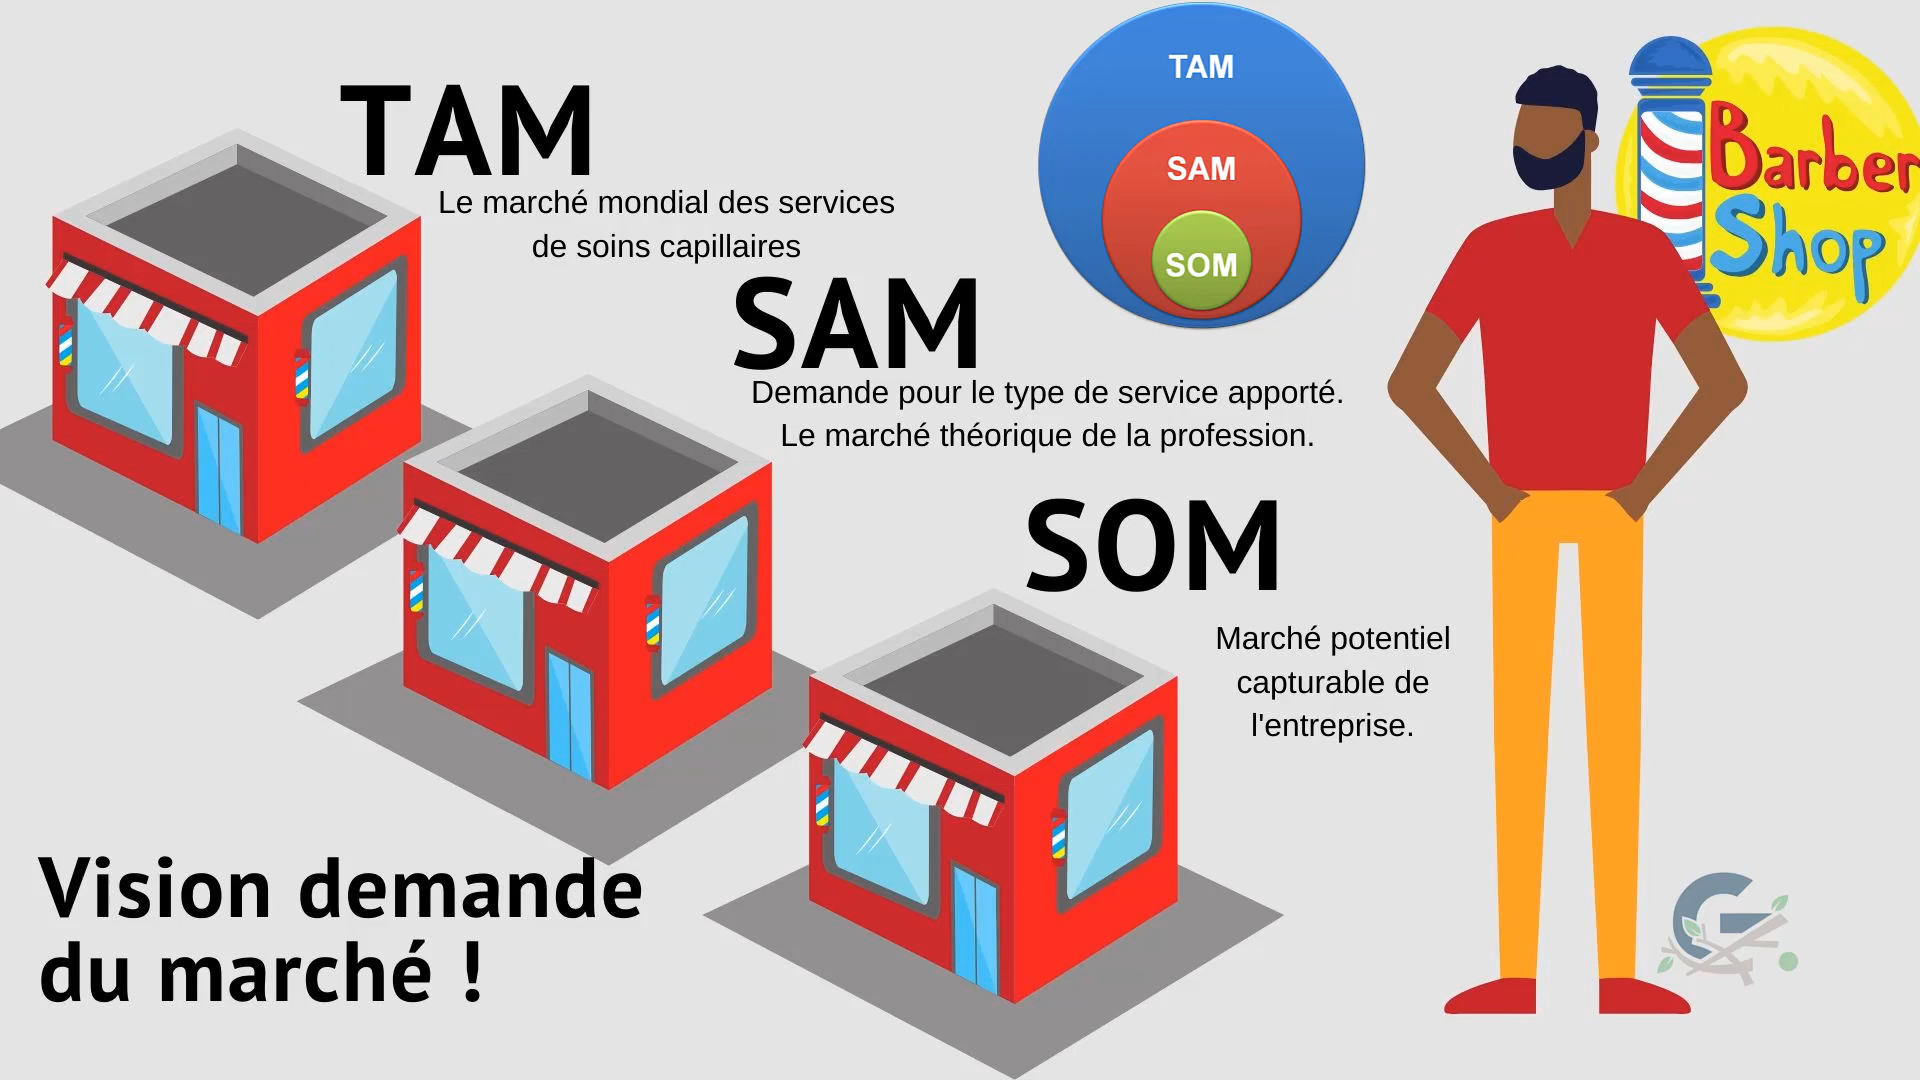 TAM
Le marché mondial des services
de soins capillaires
SAM
Demande pour le type de service apporté.
Le marché théorique de la profession.
SOM
Marché potentiel
capturable de
l'entreprise.
Vision demande
du marché !
TAM
SAM
SOM
Barber
Shop
G